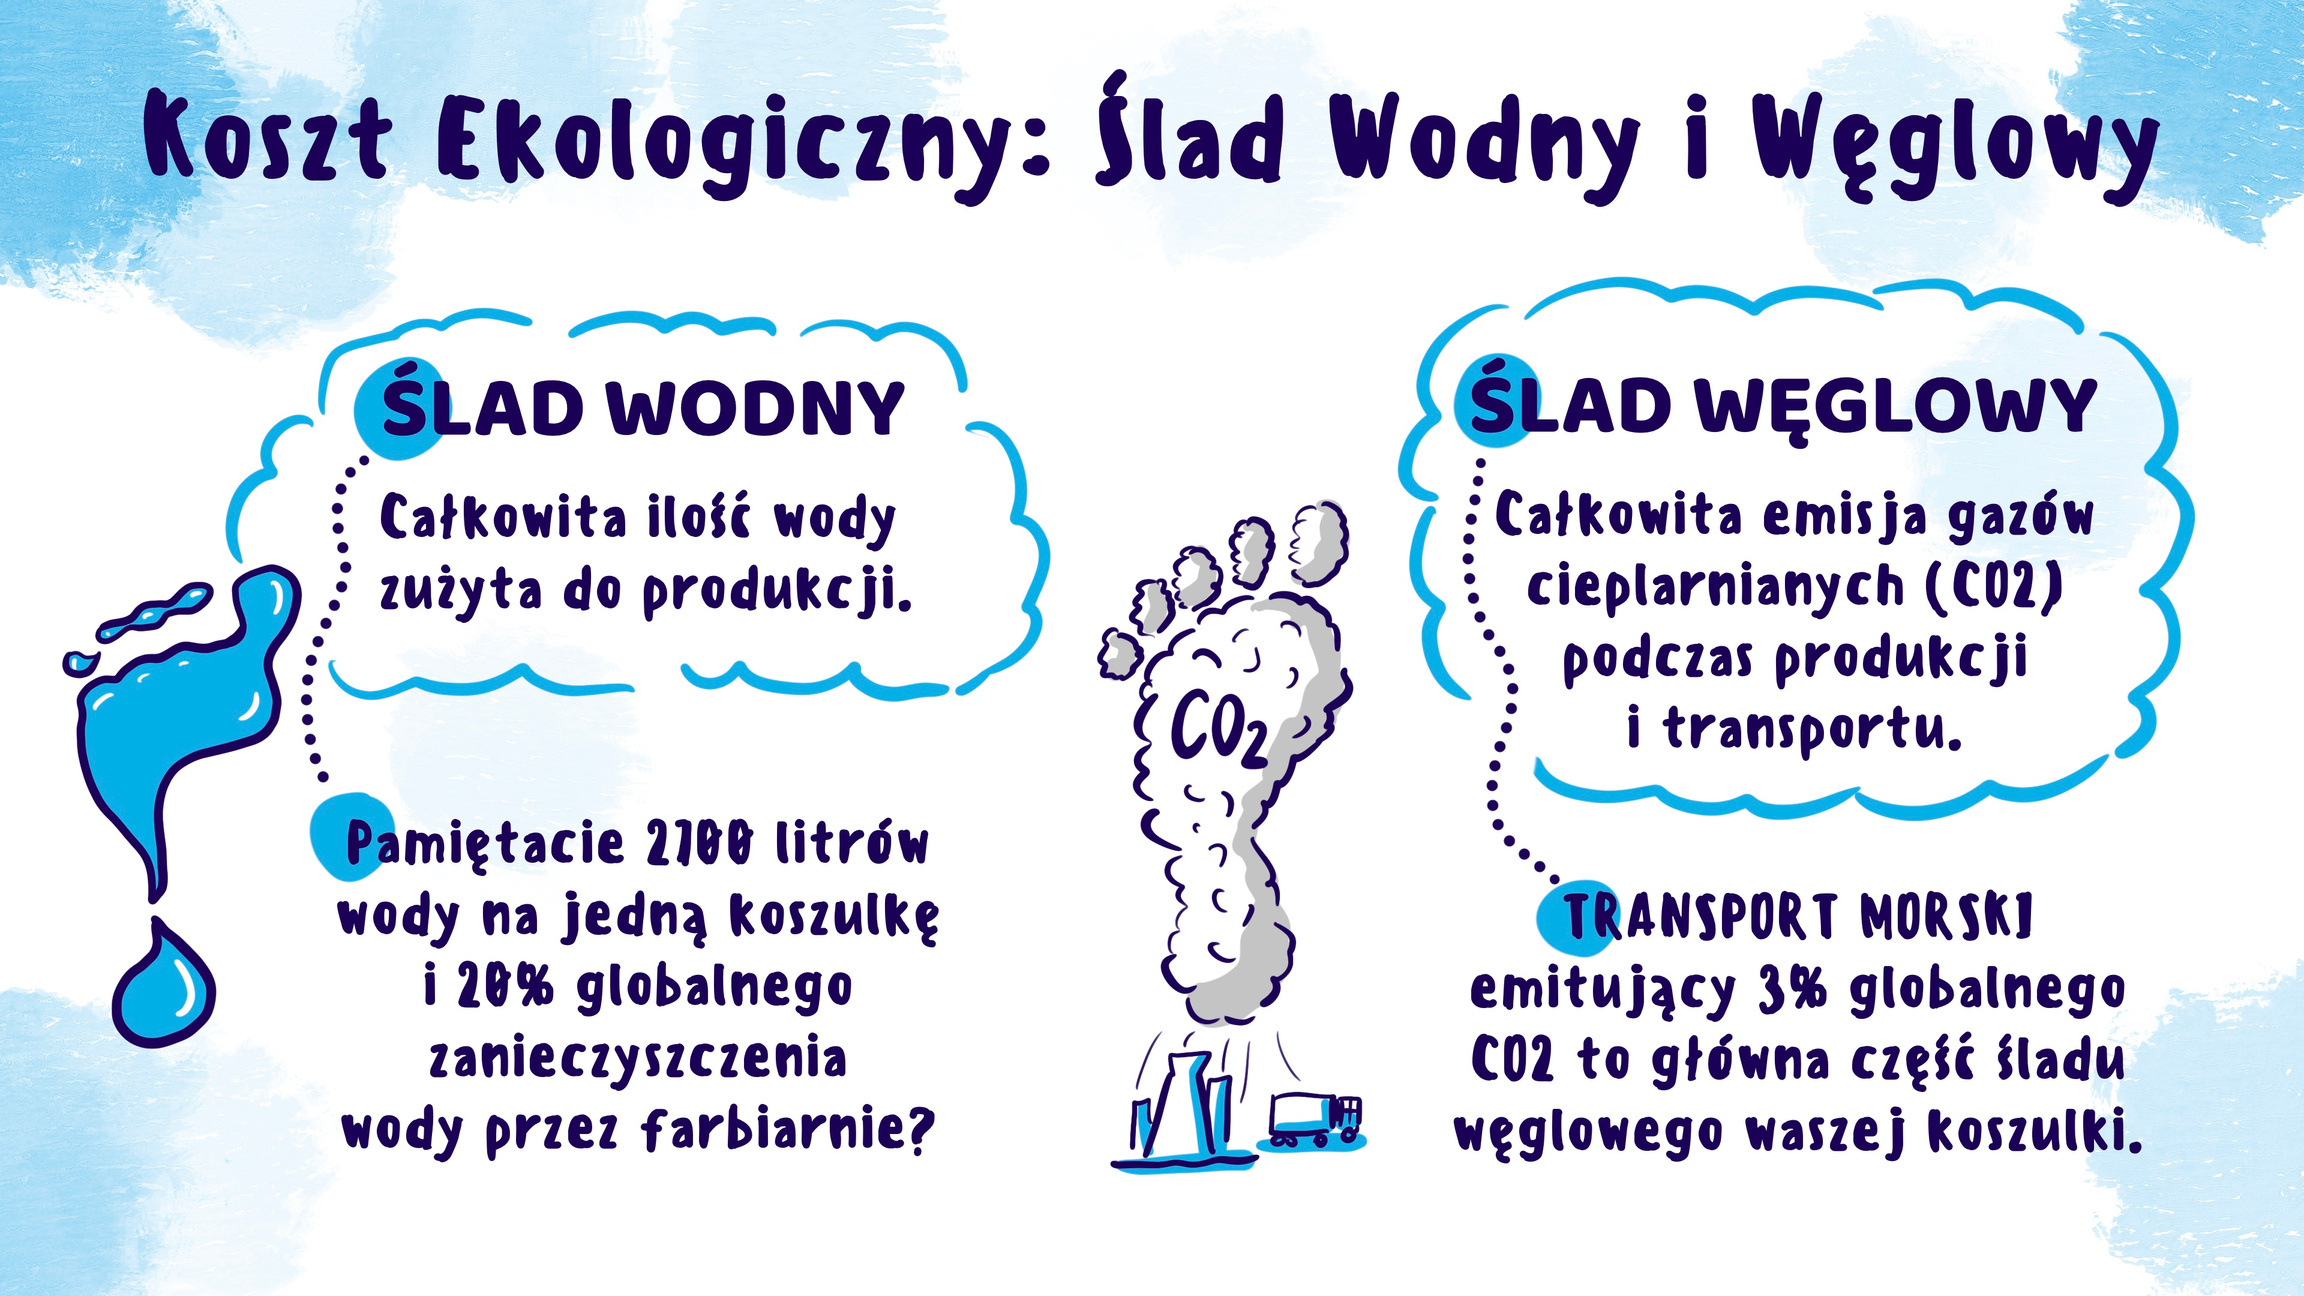 Koszt Ekologiczny: Ślad Wodny i Węglowy
ŚLAD WODNY
Całkowita ilość wody
zużyta do produkcji.
Pamiętacie 2700 litrów
wody na jedną koszulkę
i 20% globalnego
zanieczyszczenia
wody przez farbiarnie?
CO₂
ŚLAD WĘGLOWY
Całkowita emisja gazów
cieplarnianych (CO2)
podczas produkcji
i transportu.
TRANSPORT MORSKI
emitujący 3% globalnego
CO2 to główna część śladu
węglowego waszej koszulki.